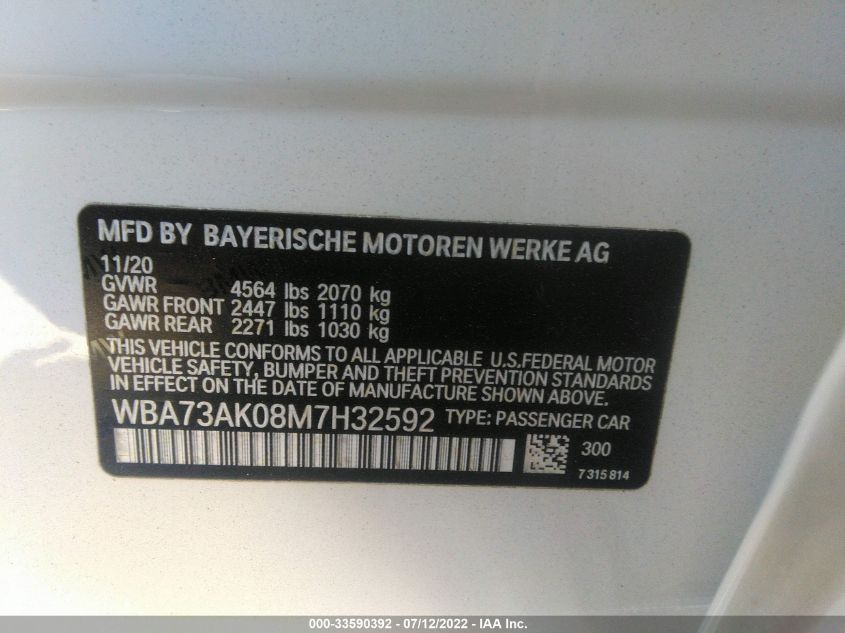 MFD BY BAYERISCHE MOTOREN WERKE AG
11/20
GVWR 4564 lbs 2070 kg
GAWR FRONT 2447 lbs 1110 kg
GAWR REAR 2271 lbs 1030 kg
THIS VEHICLE CONFORMS TO ALL APPLICABLE U.S.FEDERAL MOTOR
VEHICLE SAFETY, BUMPER AND THEFT PREVENTION STANDARDS
IN EFFECT ON THE DATE OF MANUFACTURE SHOWN ABOVE.
WBA73AK08M7H32592 TYPE: PASSENGER CAR
300
7 315 814
000-33590392 - 07/12/2022 - IAA Inc.